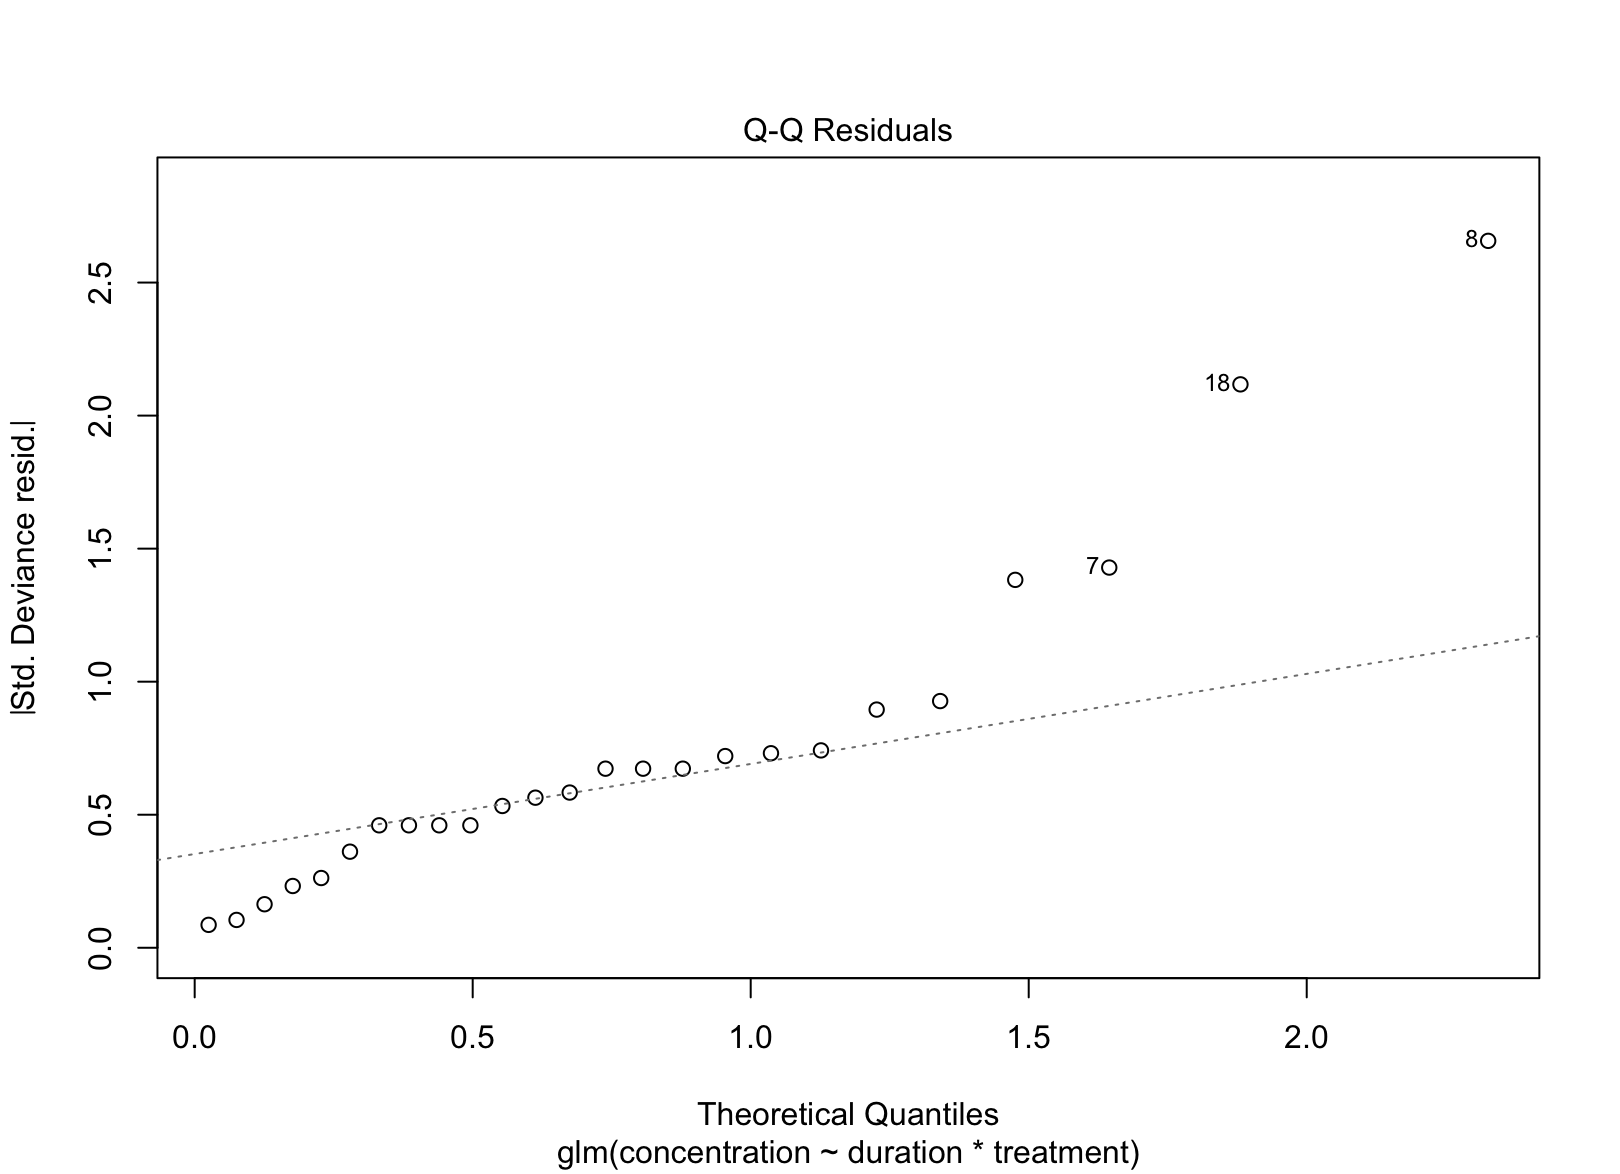 Q-Q Residuals
|Std. Deviance resid.|
2.5
2.0
1.5
1.0
0.5
0.0
8
18
7
0.0 0.5 1.0 1.5 2.0
Theoretical Quantiles
glm(concentration ~ duration * treatment)